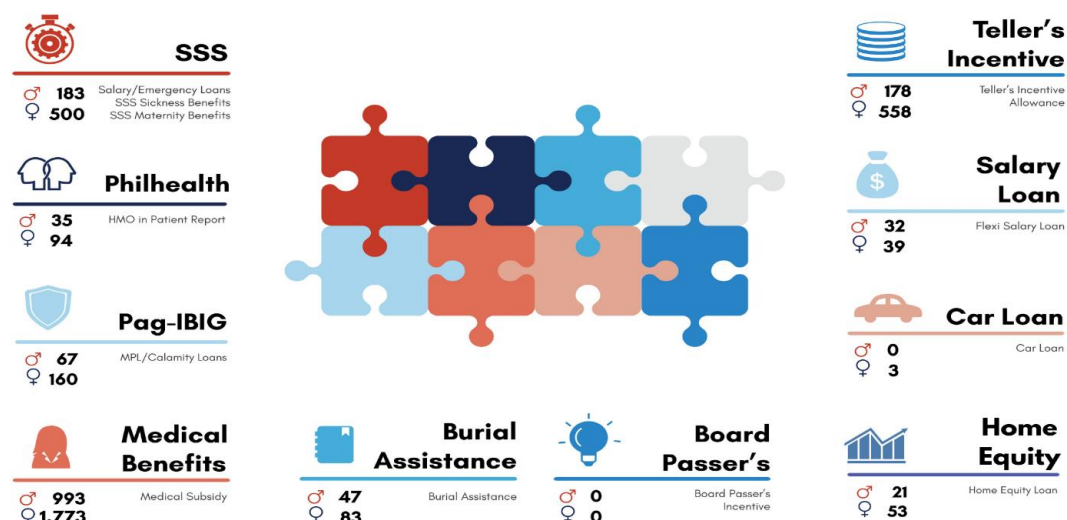 SSS
♂ 183
♀ 500
Salary/Emergency Loans
SSS Sickness Benefits
SSS Maternity Benefits
Philhealth
♂ 35
♀ 94
HMO in Patient Report
Pag-IBIG
♂ 67
♀ 160
MPL/Calamity Loans
Medical
Benefits
♂ 993
♀ 1,773
Medical Subsidy
Burial
Assistance
♂ 47
♀ 83
Burial Assistance
Board
Passer's
♂ 0
♀ 0
Board Passer's
Incentive
Teller's
Incentive
♂ 178
♀ 558
Teller's Incentive
Allowance
Salary
Loan
$
♂ 32
♀ 39
Flexi Salary Loan
Car Loan
♂ 0
♀ 3
Car Loan
Home
Equity
♂ 21
♀ 53
Home Equity Loan